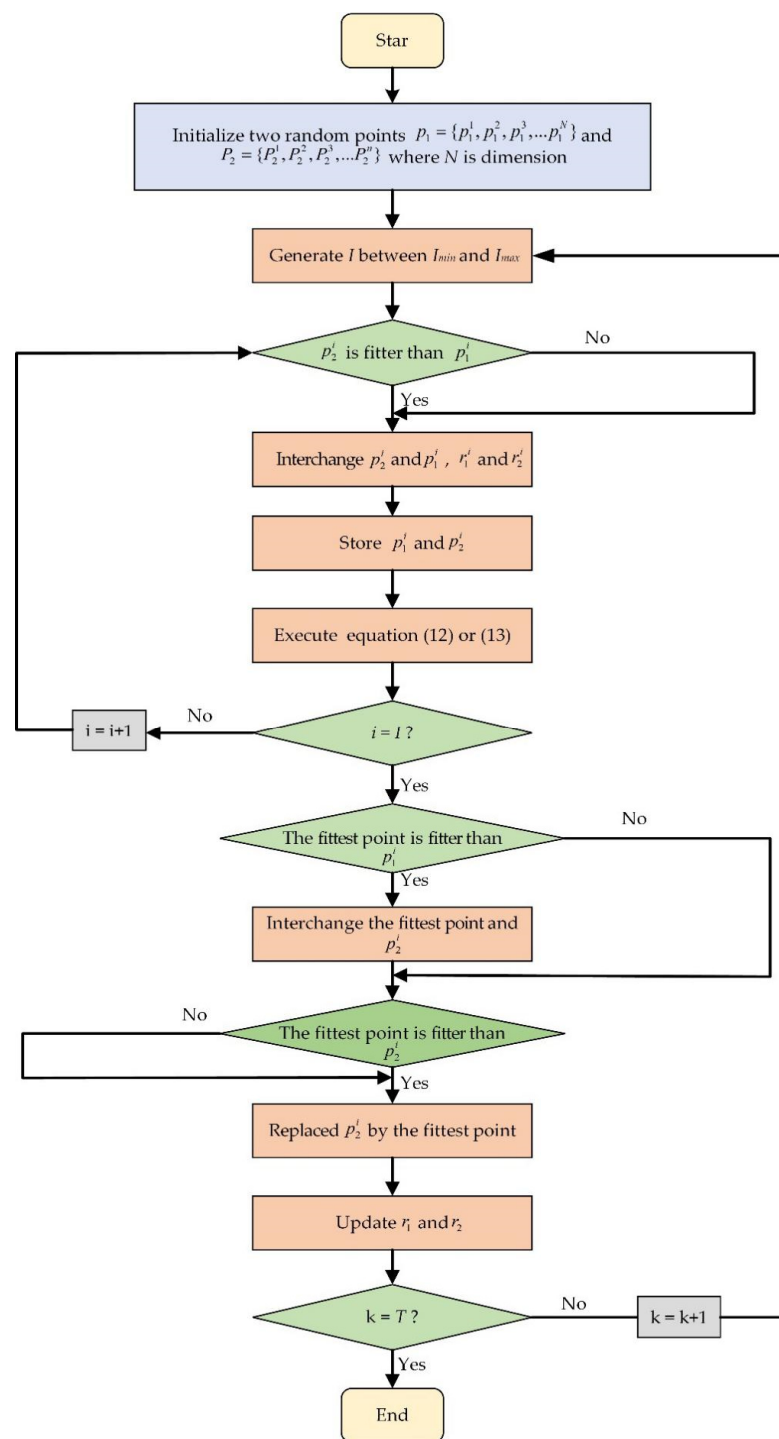 Star
Initialize two random points p₁ = {p₁¹, p₁², p₁³, ...p₁ᴺ} and
P₂ = {P₂¹, P₂², P₂³, ...P₂ⁿ} where N is dimension
Generate I between Iₘᵢₙ and Iₘₐₓ
p₂ⁱ is fitter than p₁ⁱ
No
Yes
Interchange p₂ⁱ and p₁ⁱ , r₁ⁱ and r₂ⁱ
Store p₁ⁱ and p₂ⁱ
Execute equation (12) or (13)
i = i+1
No
i = I ?
Yes
The fittest point is fitter than
p₁ⁱ
No
Yes
Interchange the fittest point and
p₂ⁱ
No
The fittest point is fitter than
p₂ⁱ
Yes
Replaced p₂ⁱ by the fittest point
Update r₁ and r₂
k = T ?
No
k = k+1
Yes
End